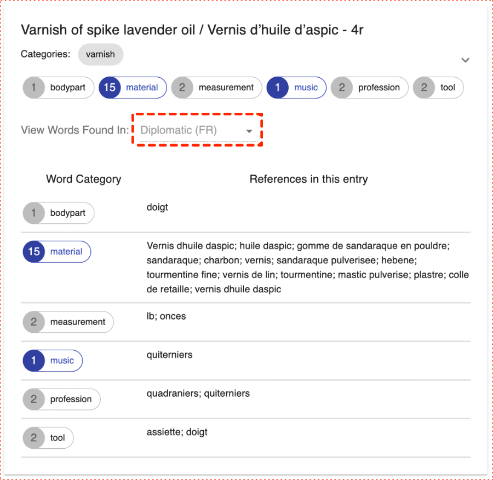 Varnish of spike lavender oil / Vernis d’huile d’aspic - 4r
Categories: varnish
1 bodypart 15 material 2 measurement 1 music 2 profession 2 tool
View Words Found In: Diplomatic (FR)
Word Category References in this entry
1 bodypart doigt
15 material Vernis dhuile daspic; huile daspic; gomme de sandaraque en pouldre;
sandaraque; charbon; vernis; sandaraque pulverisee; hebene;
tourmentine fine; vernis de lin; tourmentine; mastic pulverise; plastre; colle
de retaille; vernis dhuile daspic
2 measurement lb; onces
1 music quiterniers
2 profession quadraniers; quiterniers
2 tool assiette; doigt